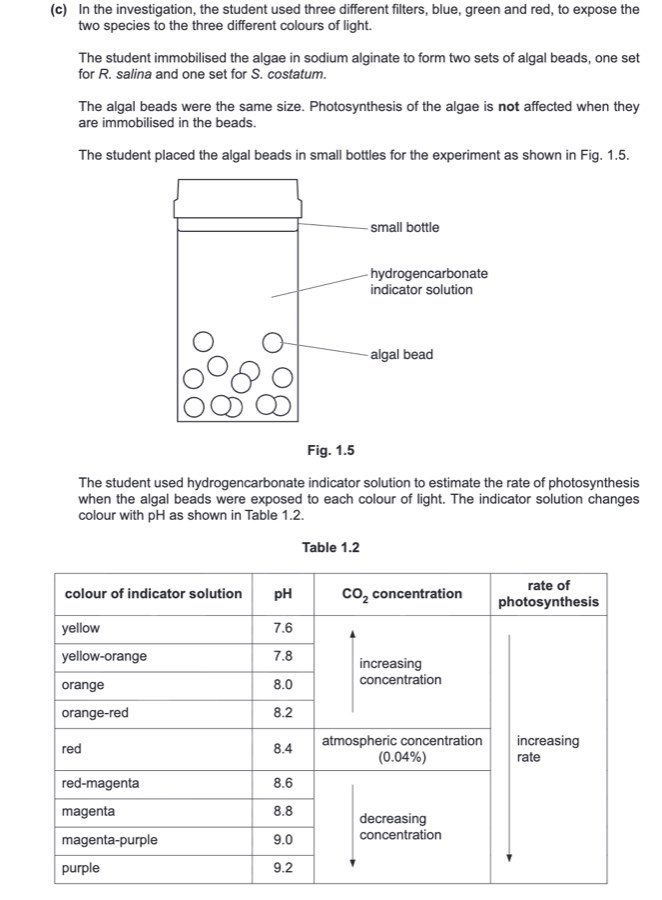 (c) In the investigation, the student used three different filters, blue, green and red, to expose the
two species to the three different colours of light.
The student immobilised the algae in sodium alginate to form two sets of algal beads, one set
for R. salina and one set for S. costatum.
The algal beads were the same size. Photosynthesis of the algae is not affected when they
are immobilised in the beads.
The student placed the algal beads in small bottles for the experiment as shown in Fig. 1.5.
small bottle
hydrogencarbonate
indicator solution
algal bead
Fig. 1.5
The student used hydrogencarbonate indicator solution to estimate the rate of photosynthesis
when the algal beads were exposed to each colour of light. The indicator solution changes
colour with pH as shown in Table 1.2.
Table 1.2
colour of indicator solution pH CO₂ concentration rate of
photosynthesis
yellow 7.6
yellow-orange 7.8
increasing
concentration
orange 8.0
orange-red 8.2
red 8.4 atmospheric concentration
(0.04%)
increasing
rate
red-magenta 8.6
magenta 8.8
decreasing
concentration
magenta-purple 9.0
purple 9.2